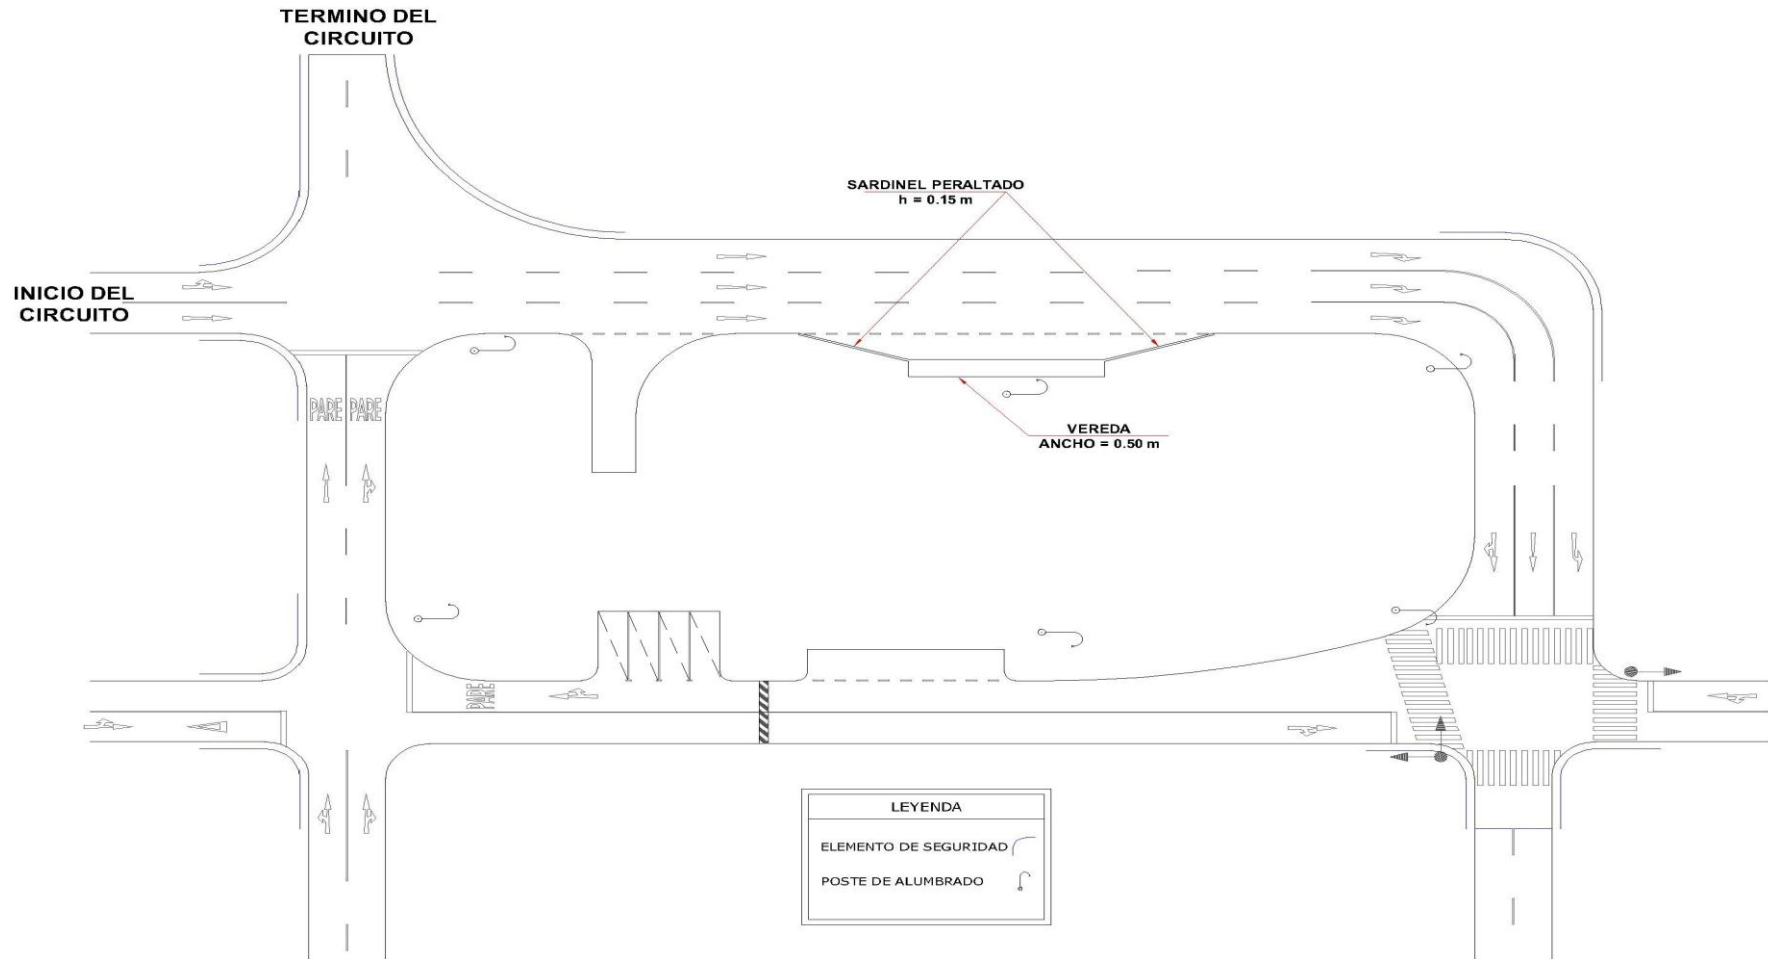 TERMINO DEL
CIRCUITO
SARDINEL PERALTADO
h = 0.15 m
INICIO DEL
CIRCUITO
PARE PARE
VEREDA
ANCHO = 0.50 m
PARE
LEYENDA
ELEMENTO DE SEGURIDAD
POSTE DE ALUMBRADO